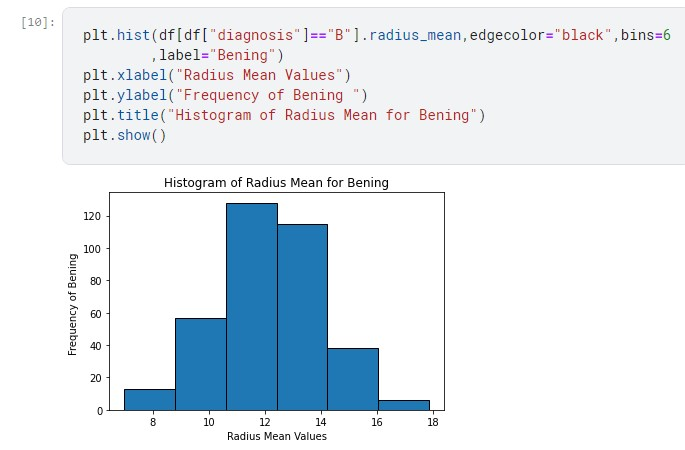 [10]:
plt.hist(df[df["diagnosis"]=="B"].radius_mean,edgecolor="black",bins=6
,label="Bening")
plt.xlabel("Radius Mean Values")
plt.ylabel("Frequency of Bening ")
plt.title("Histogram of Radius Mean for Bening")
plt.show()
Histogram of Radius Mean for Bening
Frequency of Bening
120
100
80
60
40
20
0
8 10 12 14 16 18
Radius Mean Values